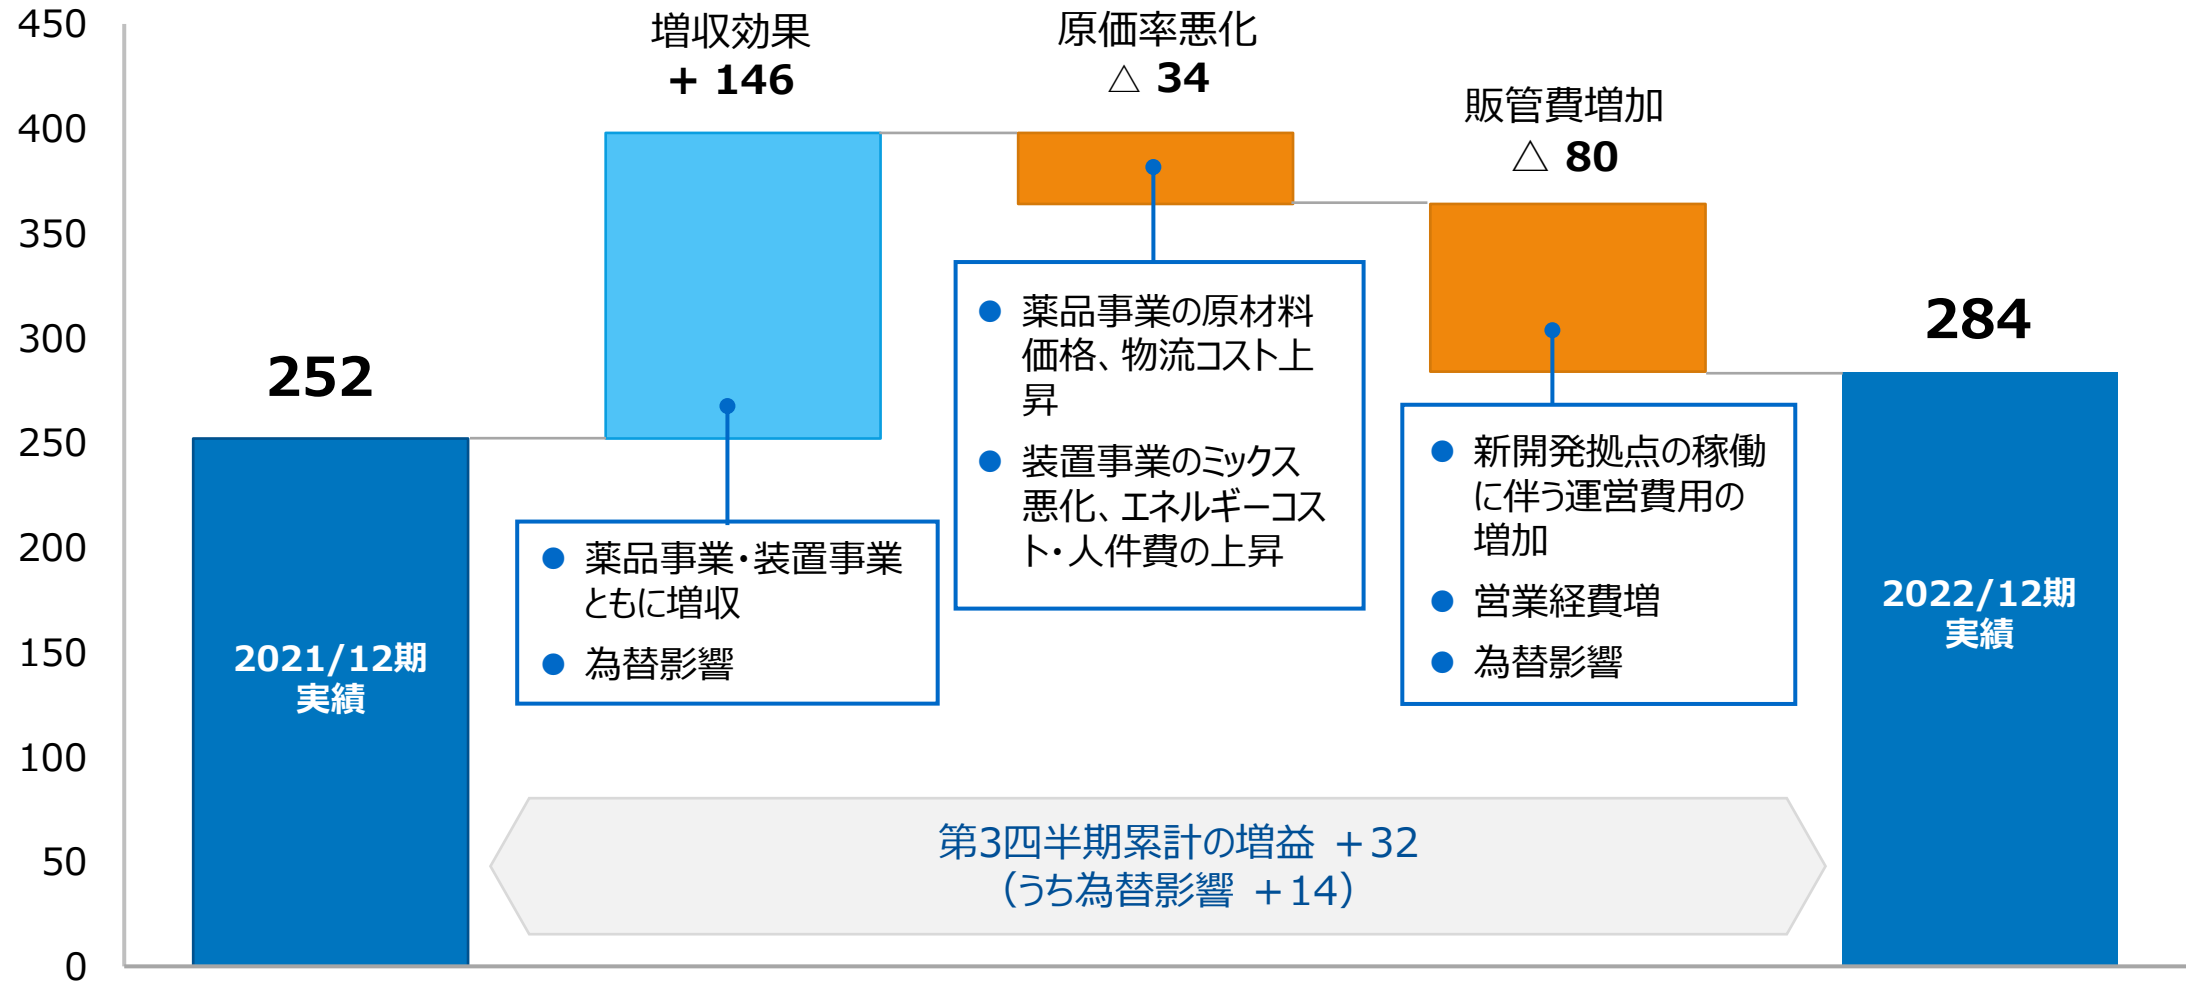 450
400
350
300
250
200
150
100
50
0
252
2021/12期
実績
増収効果
+ 146
● 薬品事業・装置事業
ともに増収
● 為替影響
原価率悪化
△ 34
● 薬品事業の原材料
価格、物流コスト上
昇
● 装置事業のミックス
悪化、エネルギーコス
ト・人件費の上昇
販管費増加
△ 80
● 新開発拠点の稼働
に伴う運営費用の
増加
● 営業経費増
● 為替影響
284
2022/12期
実績
第3四半期累計の増益 +32
（うち為替影響 +14）